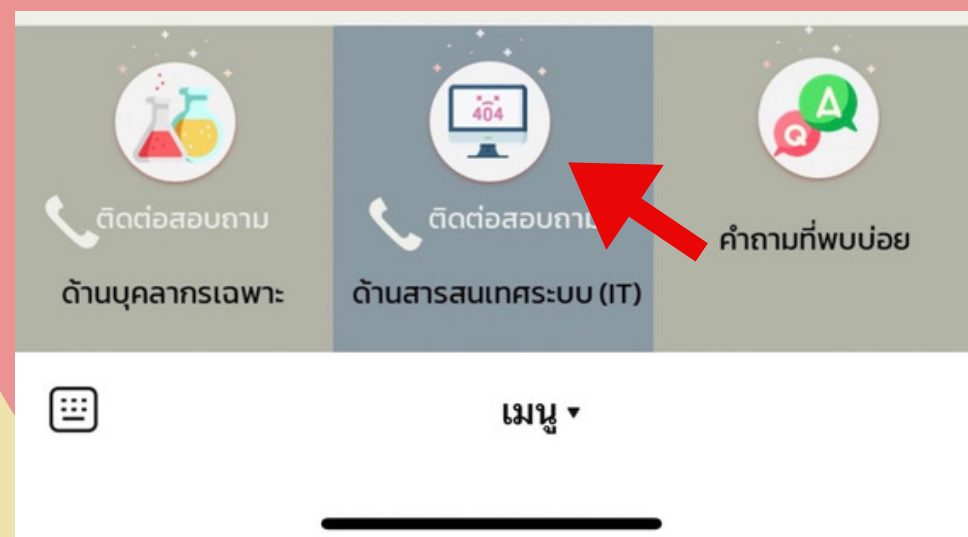 404
A
Q
ติดต่อสอบถาม
ติดต่อสอบถาม
คำถามที่พบบ่อย
ด้านบุคลากรเฉพาะ
ด้านสารสนเทศระบบ (IT)
เมนู